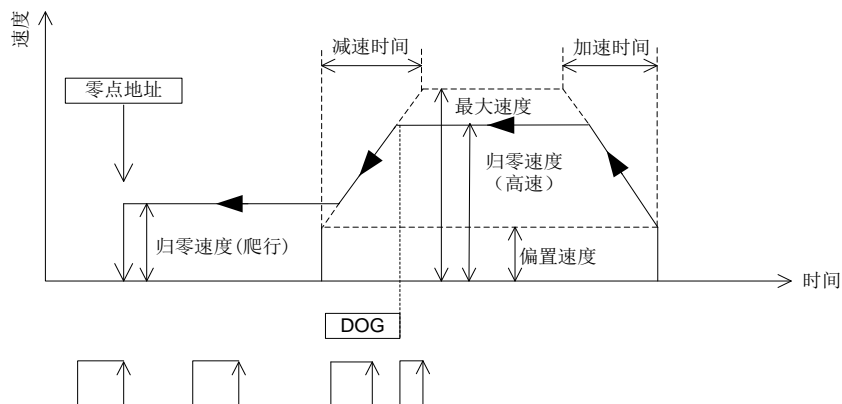 速度
减速时间
加速时间
零点地址
最大速度
归零速度
（高速）
归零速度(爬行)
偏置速度
时间
DOG